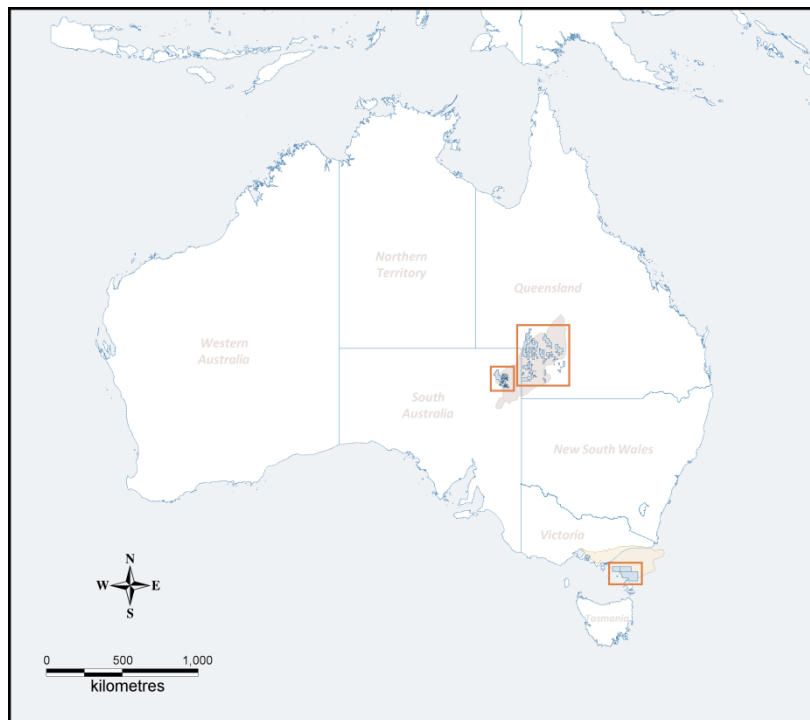 Northern
Territory
Queensland
Western
Australia
South
Australia
New South Wales
Victoria
Tasmania
N
W
E
S
0 500 1,000
kilometres